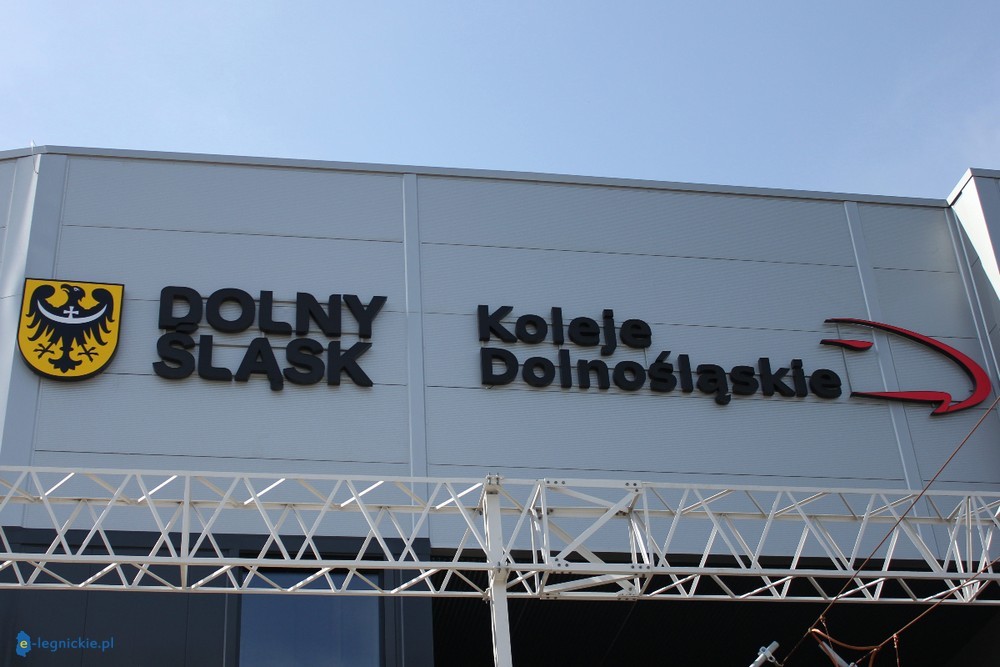 DOLNY
ŚLĄSK
Koleje
Dolnośląskie
e-legnickie.pl